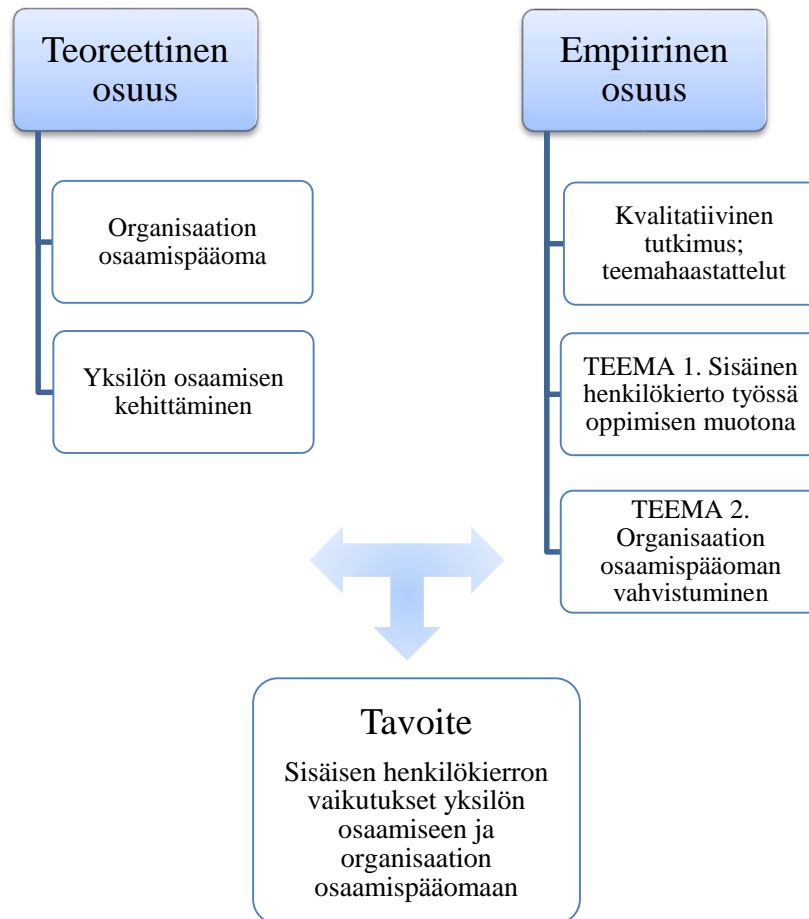 Teoreettinen
osuus
Organisaation
osaamispääoma
Yksilön osaamisen
kehittäminen
Empiirinen
osuus
Kvalitatiivinen
tutkimus;
teemahaastattelut
TEEMA 1. Sisäinen
henkilökierto työssä
oppimisen muotona
TEEMA 2.
Organisaation
osaamispääoman
vahvistuminen
Tavoite
Sisäisen henkilökierron
vaikutukset yksilön
osaamiseen ja
organisaation
osaamispääomaan